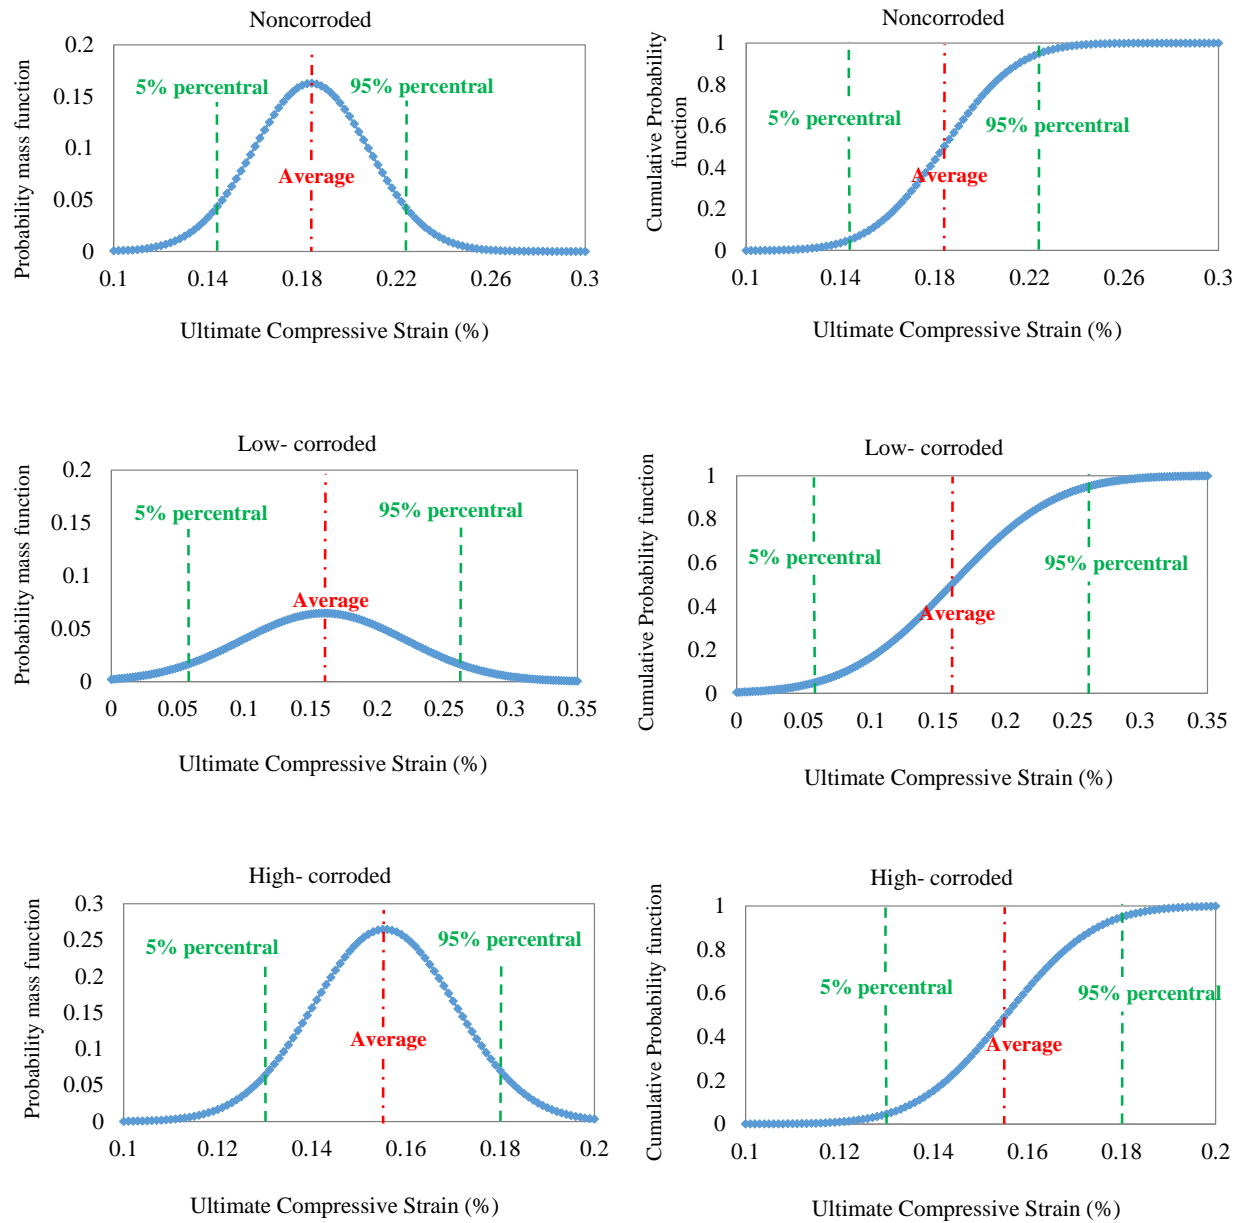 Noncorroded
Probability mass function
0.2
0.15
0.1
0.05
0
5% percentral
95% percentral
Average
0.1
0.14
0.18
0.22
0.26
0.3
Ultimate Compressive Strain (%)
Noncorroded
Cumulative Probability
function
1
0.8
0.6
0.4
0.2
0
5% percentral
95% percentral
Average
0.1
0.14
0.18
0.22
0.26
0.3
Ultimate Compressive Strain (%)
Low- corroded
Probability mass function
0.2
0.15
0.1
0.05
0
5% percentral
95% percentral
Average
0
0.05
0.1
0.15
0.2
0.25
0.3
0.35
Ultimate Compressive Strain (%)
Low- corroded
Cumulative Probability function
1
0.8
0.6
0.4
0.2
0
5% percentral
95% percentral
Average
0
0.05
0.1
0.15
0.2
0.25
0.3
0.35
Ultimate Compressive Strain (%)
High- corroded
Probability mass function
0.3
0.25
0.2
0.15
0.1
0.05
0
5% percentral
95% percentral
Average
0.1
0.12
0.14
0.16
0.18
0.2
Ultimate Compressive Strain (%)
High- corroded
Cumulative Probability function
1
0.8
0.6
0.4
0.2
0
5% percentral
95% percentral
Average
0.1
0.12
0.14
0.16
0.18
0.2
Ultimate Compressive Strain (%)